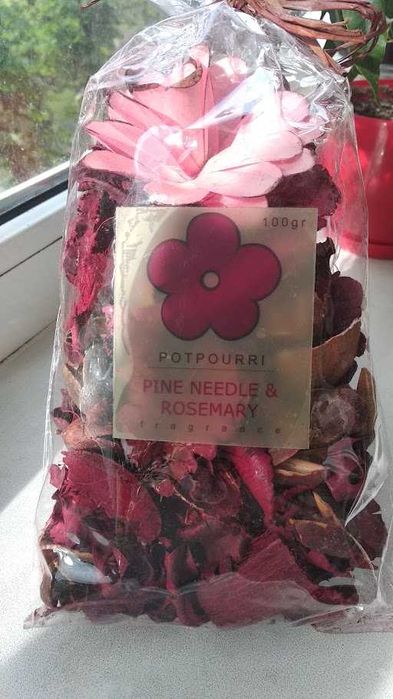 100gr
POTPOURRI
PINE NEEDLE &
ROSEMARY
fragrance